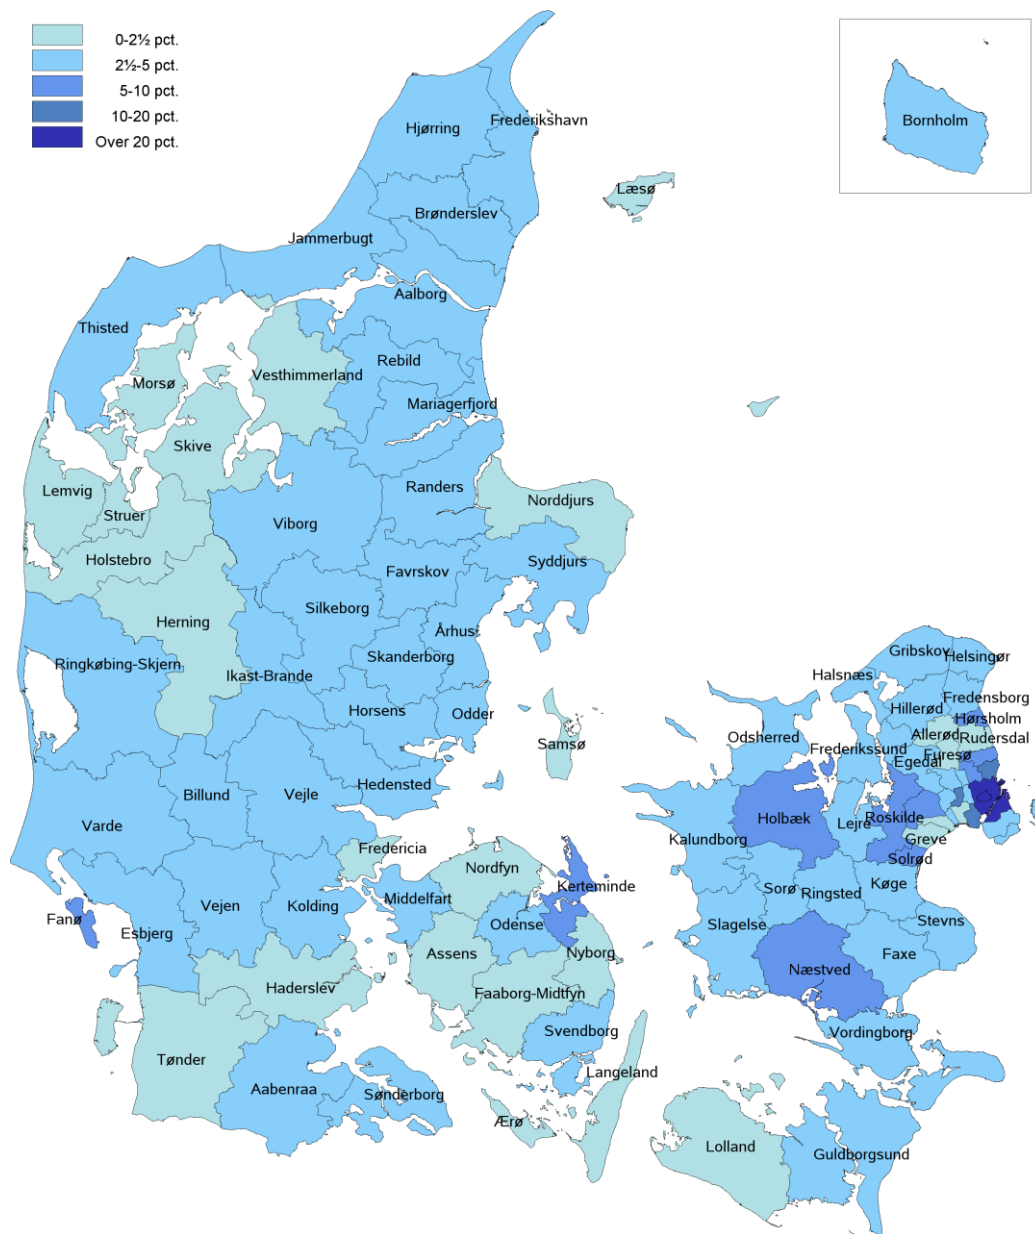 0-2½ pct.
2½-5 pct.
5-10 pct.
10-20 pct.
Over 20 pct.
Hjørring
Frederikshavn
Bornholm
Læsø
Brønderslev
Jammerbugt
Aalborg
Thisted
Rebild
Vesthimmerland
Morsø
Mariagerfjord
Skive
Randers
Lemvig
Norddjurs
Struer
Viborg
Holstebro
Favrskov
Syddjurs
Silkeborg
Herning
Århus
Skanderborg
Ringkøbing-Skjern
Ikast-Brande
Gribskov
Helsingør
Halsnæs
Fredensborg
Hillerød
Horsens
Odder
Hørsholm
Allerød
Rudersdal
Samsø
Odsherred
Frederikssund
Furesø
Egedal
Billund
Vejle
Hedensted
Varde
Holbæk
Lejre
Roskilde
Kalundborg
Greve
Fredericia
Nordfyn
Solrød
Kerteminde
Sorø
Ringsted
Køge
Middelfart
Vejen
Kolding
Fanø
Esbjerg
Odense
Slagelse
Stevns
Assens
Nyborg
Faxe
Næstved
Haderslev
Faaborg-Midtfyn
Svendborg
Vordingborg
Tønder
Langeland
Aabenraa
Sønderborg
Ærø
Lolland
Guldborgsund